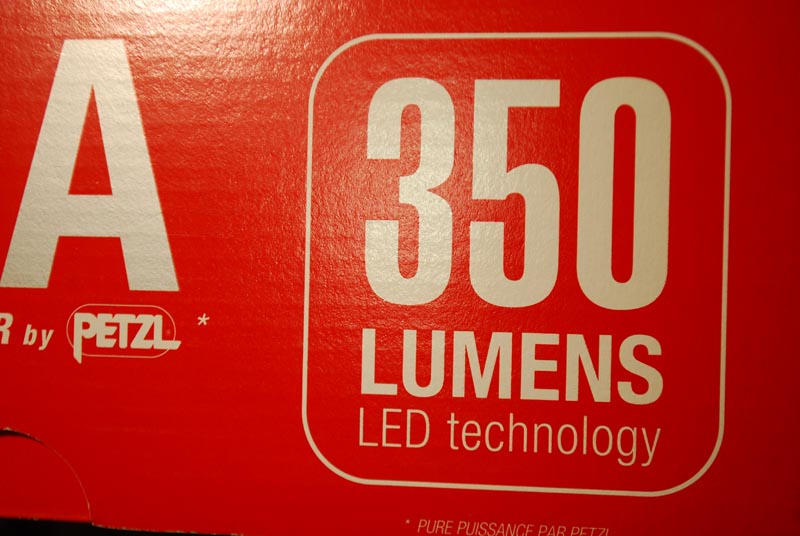 A
R by PETZL *
350
LUMENS
LED technology
* PURE PUISSANCE PAR PETZL